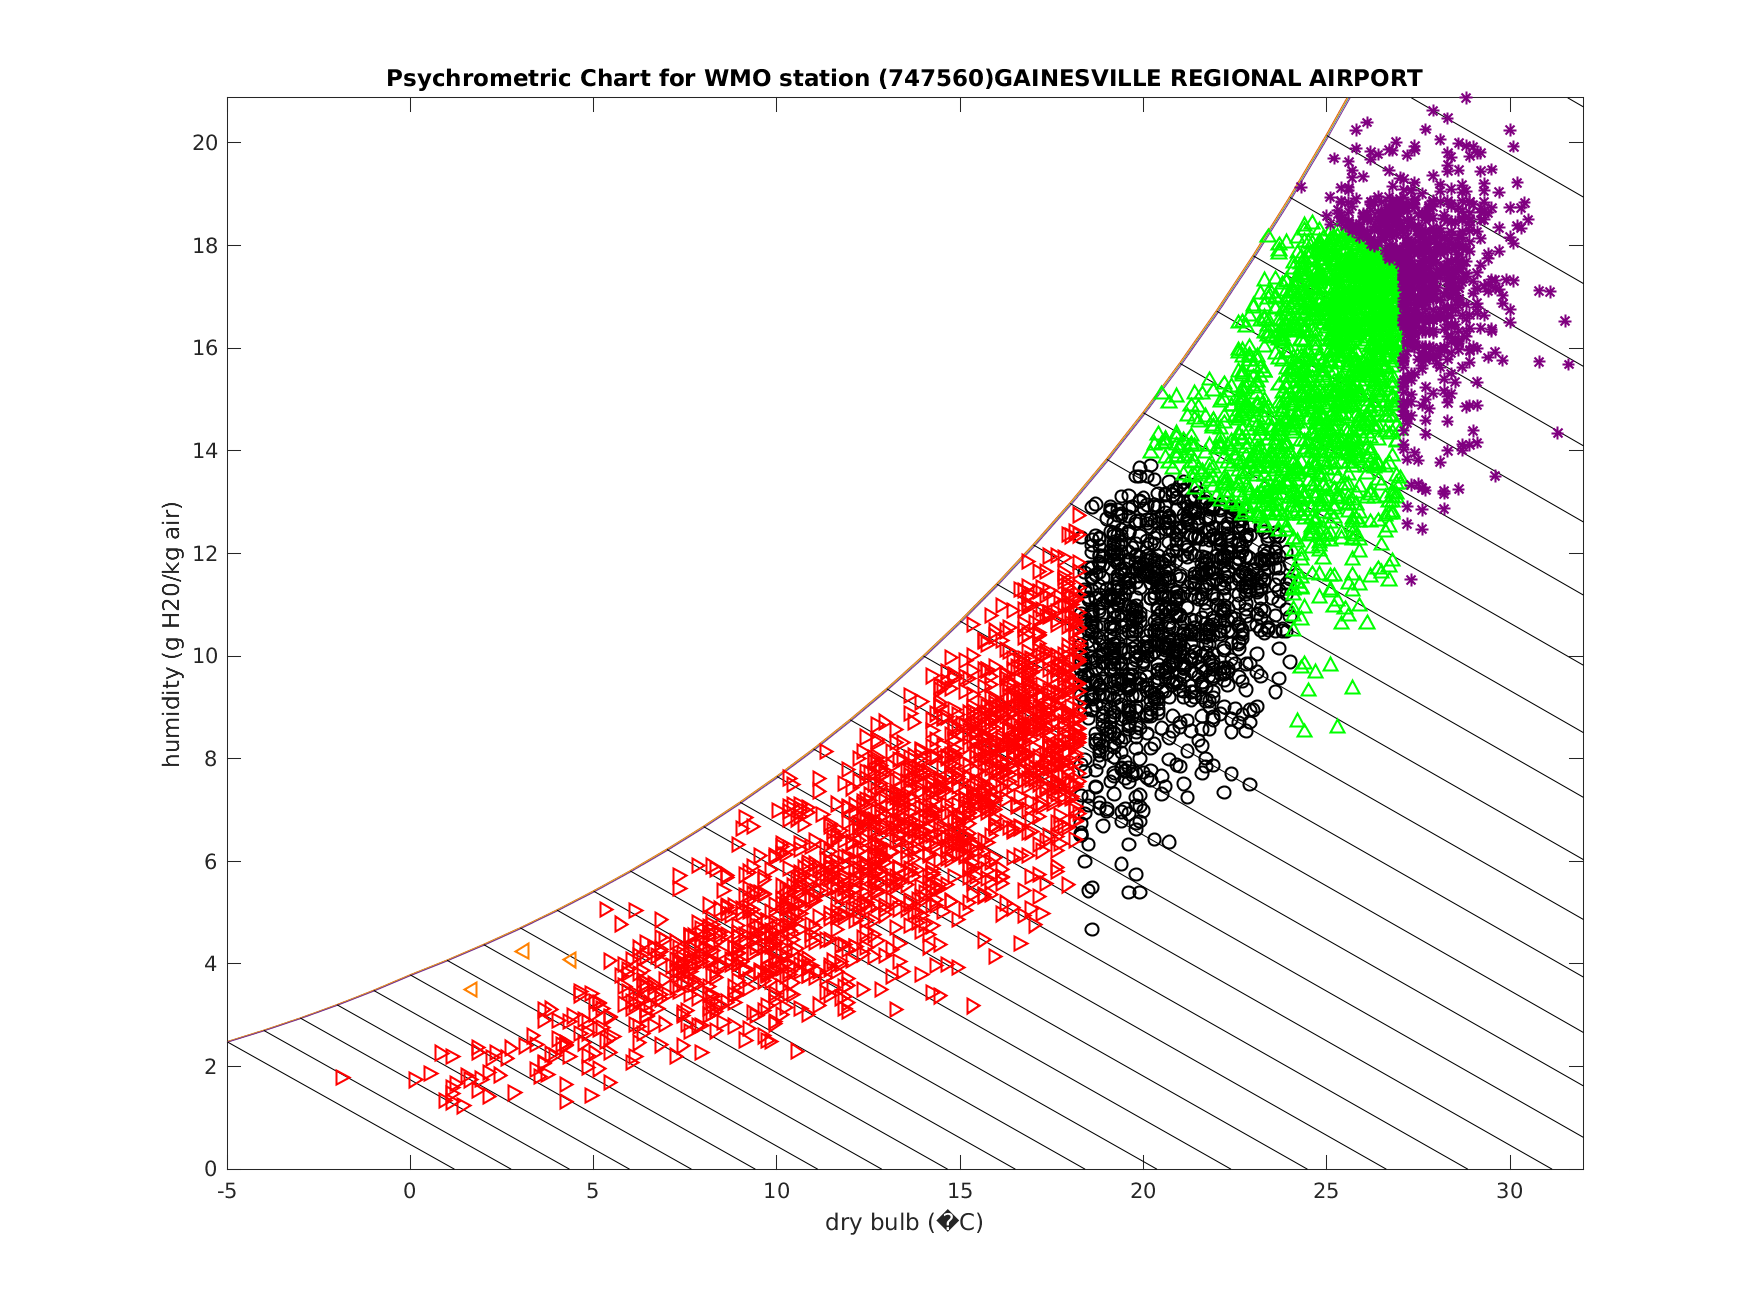 Psychrometric Chart for WMO station (747560)GAINESVILLE REGIONAL AIRPORT
20
18
16
14
12
10
8
6
4
2
0
humidity (g H20/kg air)
-5 0 5 10 15 20 25 30
dry bulb (�C)